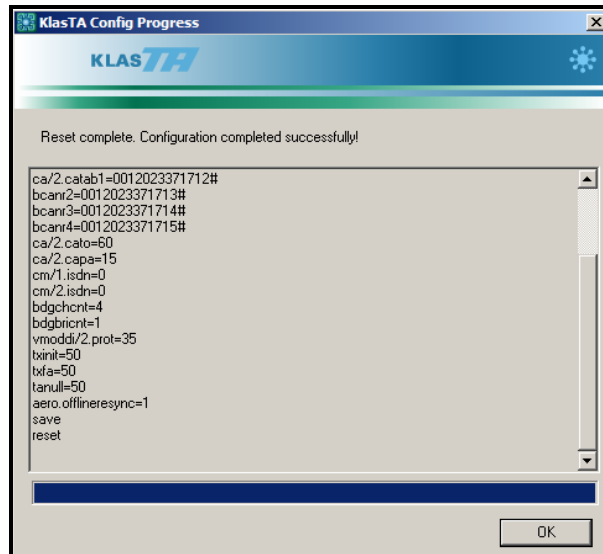 KlasTA Config Progress
KLASTA
Reset complete. Configuration completed successfully!
ca/2.catab1=0012023371712#
bcanr2=0012023371713#
bcanr3=0012023371714#
bcanr4=0012023371715#
ca/2.cato=60
ca/2.capa=15
cm/1.isdn=0
cm/2.isdn=0
bdgchcnt=4
bdgbricnt=1
vmoddi/2.prot=35
txinit=50
txfa=50
tanull=50
aero.offlineresync=1
save
reset
OK